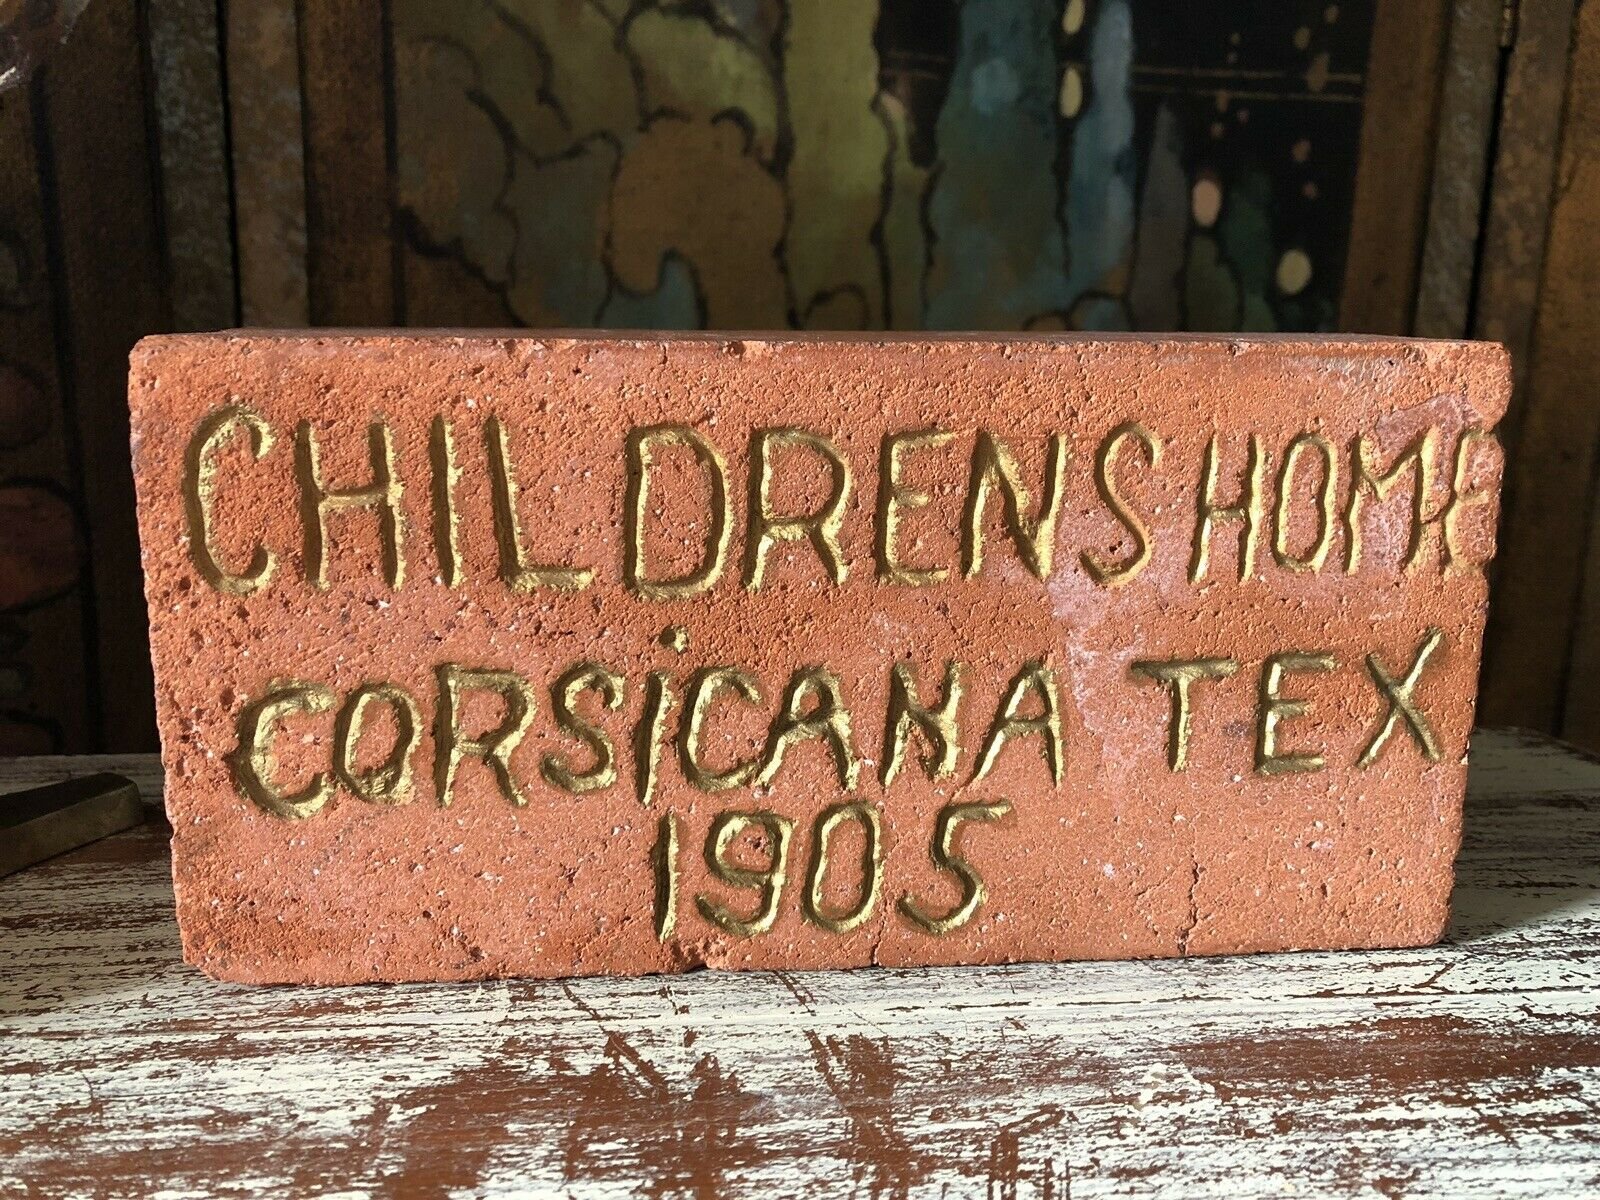 CHILDRENS HOME
CORSiCANA TEX
1905